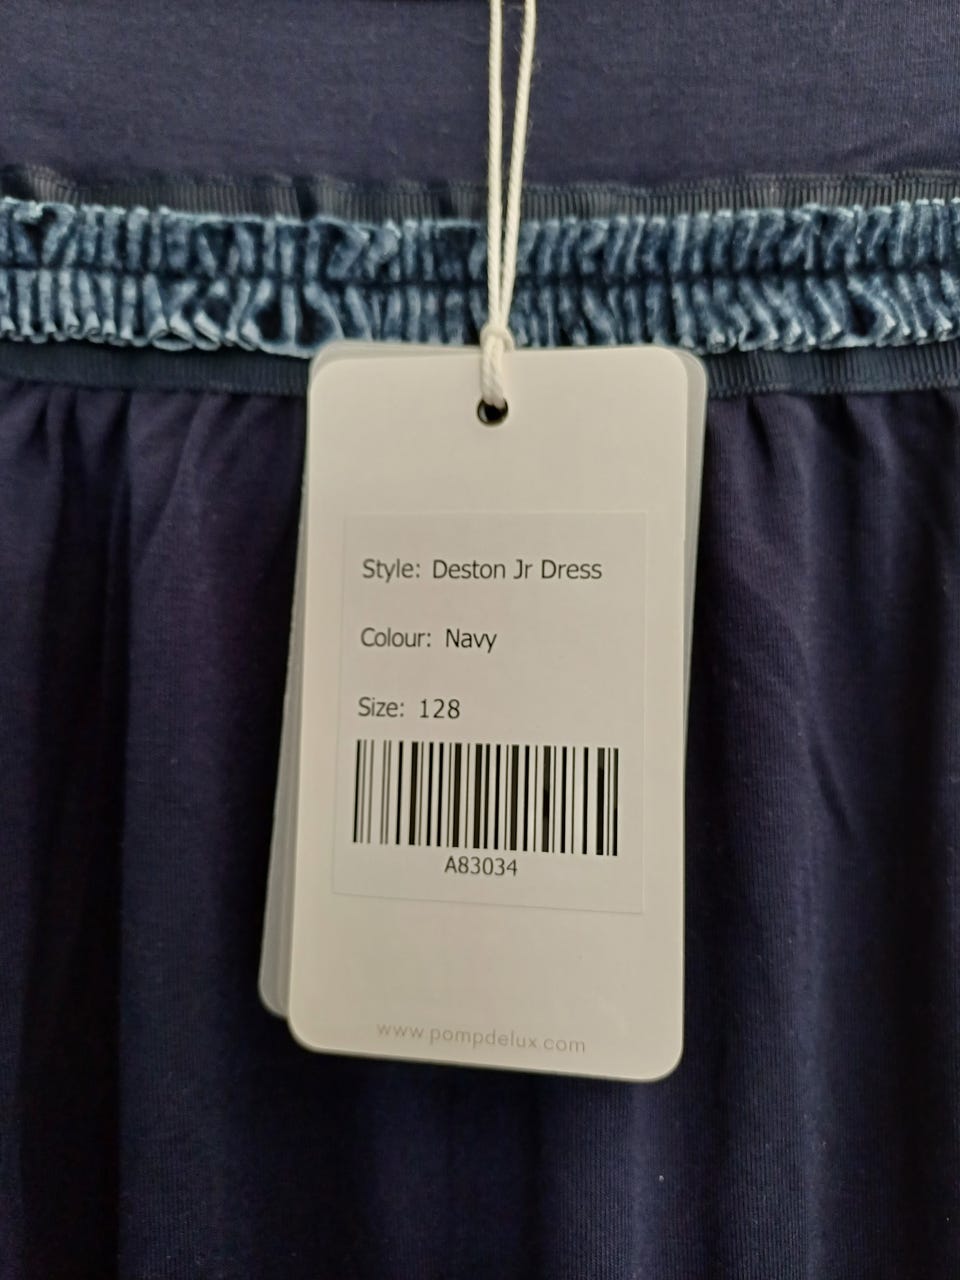 Style: Deston Jr Dress
Colour: Navy
Size: 128
A83034
www.pompdelux.com